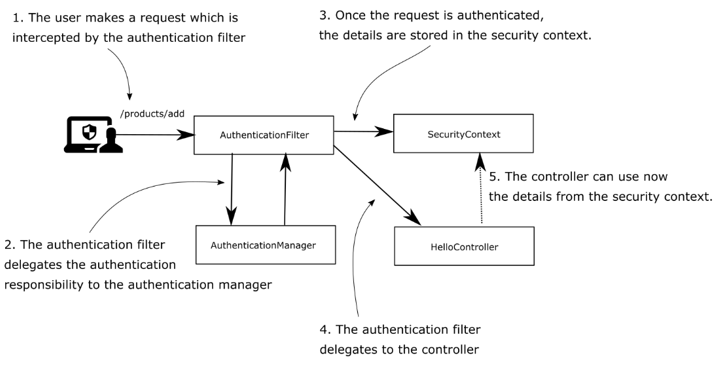 1. The user makes a request which is
intercepted by the authentication filter
3. Once the request is authenticated,
the details are stored in the security context.
/products/add
AuthenticationFilter
SecurityContext
5. The controller can use now
the details from the security context.
2. The authentication filter
delegates the authentication
responsibility to the authentication manager
AuthenticationManager
HelloController
4. The authentication filter
delegates to the controller